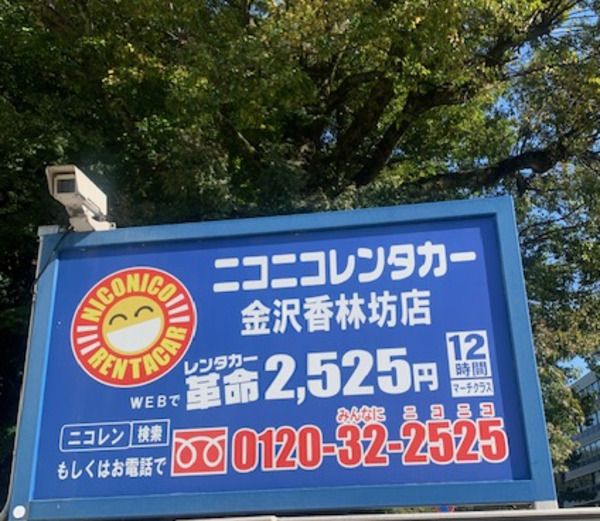 ニコニコレンタカー
金沢香林坊店
NICONICO!!
RENTACAR
レンタカー
革命2,525円
12
時間
マーチクラス
WEBで
ニコレン 検索
もしくはお電話で
みんなに ニコニコ
0120-32-2525